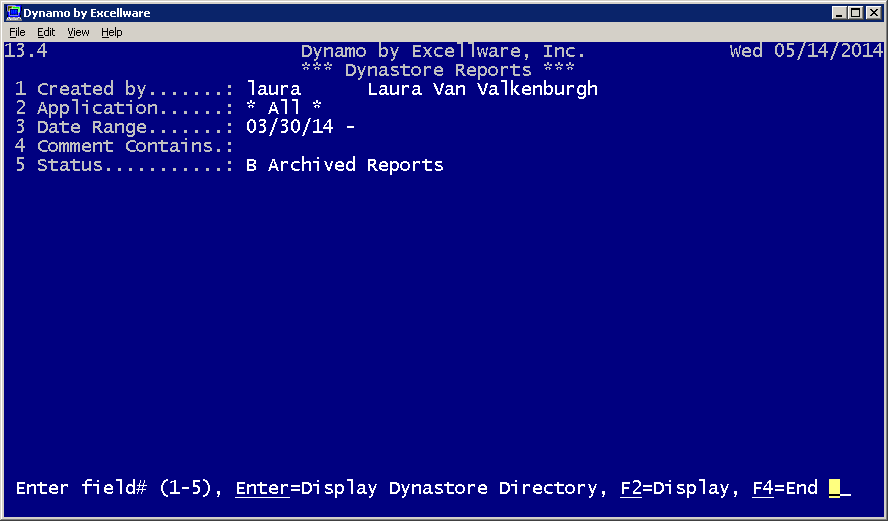 Dynamo by Excellware
File Edit View Help
13.4 Dynamo by Excellware, Inc. Wed 05/14/2014
*** Dynastore Reports ***
1 Created by.......: laura Laura Van Valkenburgh
2 Application......: * All *
3 Date Range.......: 03/30/14 -
4 Comment Contains.:
5 Status...........: B Archived Reports
Enter field# (1-5), Enter=Display Dynastore Directory, F2=Display, F4=End